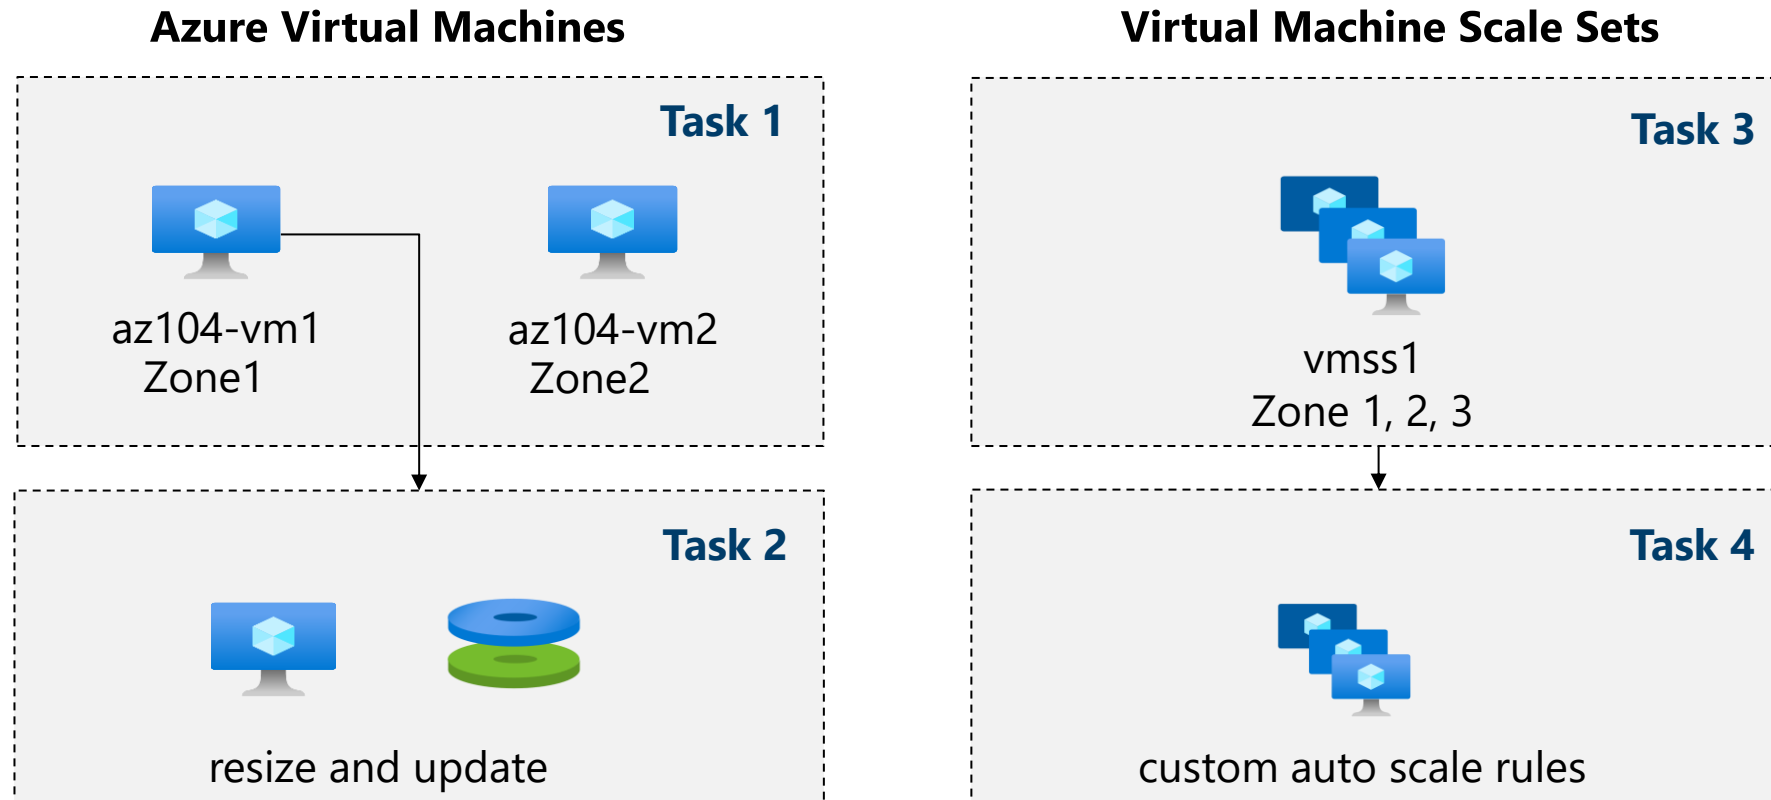 Azure Virtual Machines
Task 1
az104-vm1
Zone1
az104-vm2
Zone2
Task 2
resize and update
Virtual Machine Scale Sets
Task 3
vmss1
Zone 1, 2, 3
Task 4
custom auto scale rules